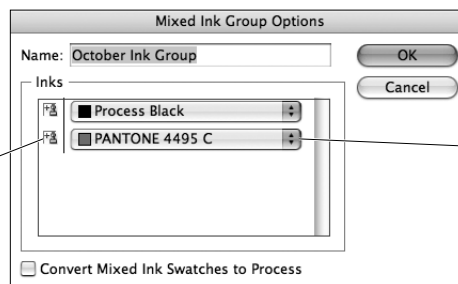 Mixed Ink Group Options
Name: October Ink Group
OK
Cancel
Inks
Process Black
PANTONE 4495 C
Convert Mixed Ink Swatches to Process